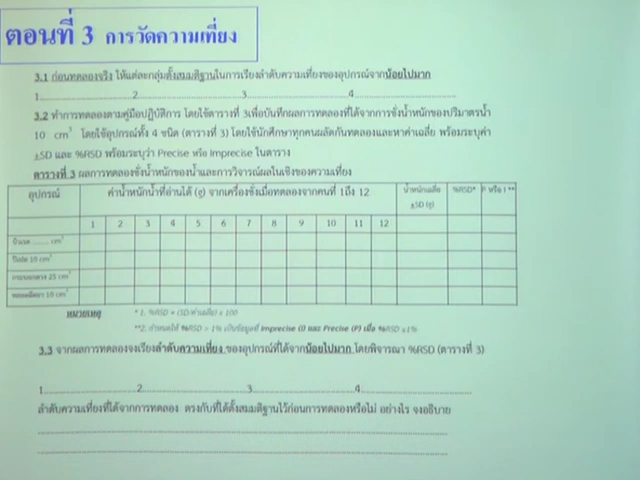 ตอนที่ 3 การวัดความเที่ยง
3.1 ก่อนทดลองจริง ให้แต่ละกลุ่มตั้งสมมติฐานในการเรียงลำดับความเที่ยงของอุปกรณ์จากน้อยไปมาก
1..............................2..............................3..............................4..............................
3.2 ทำการทดลองตามคู่มือปฏิบัติการ โดยใช้ตารางที่ 3เพื่อบันทึกผลการทดลองที่ได้จากการชั่งน้ำหนักของปริมาตรน้ำ
10 cm³ โดยใช้อุปกรณ์ทั้ง 4 ชนิด (ตารางที่ 3) โดยใช้นักศึกษาทุกคนผลัดกันทดลองและหาค่าเฉลี่ย พร้อมระบุค่า
±SD และ %RSD พร้อมระบุว่า Precise หรือ Imprecise ในตาราง
ตารางที่ 3 ผลการทดลองชั่งน้ำหนักของน้ำและการวิจารณ์ผลในเชิงของความเที่ยง
อุปกรณ์ ค่าน้ำหนักน้ำที่อ่านได้ (g) จากเครื่องชั่งเมื่อทดลองจากคนที่ 1ถึง 12 น้ำหนักเฉลี่ย ±SD (g) %RSD* P หรือ I **
1 2 3 4 5 6 7 8 9 10 11 12
บิวเรต ........ cm³
ปิเปต 10 cm³
กระบอกตวง 25 cm³
หลอดฉีดยา 10 cm³
หมายเหตุ * 1. %RSD = (SD/ค่าเฉลี่ย) x 100
**2. กำหนดให้ %RSD > 1% เป็นข้อมูลที่ Imprecise (I) และ Precise (P) เมื่อ %RSD ≤1%
3.3 จากผลการทดลองจงเรียงลำดับความเที่ยง ของอุปกรณ์ที่ได้จากน้อยไปมาก โดยพิจารณา %RSD (ตารางที่ 3)
1..............................2..............................3..............................4..............................
ลำดับความเที่ยงที่ได้จากการทดลอง ตรงกับที่ได้ตั้งสมมติฐานไว้ก่อนการทดลองหรือไม่ อย่างไร จงอธิบาย